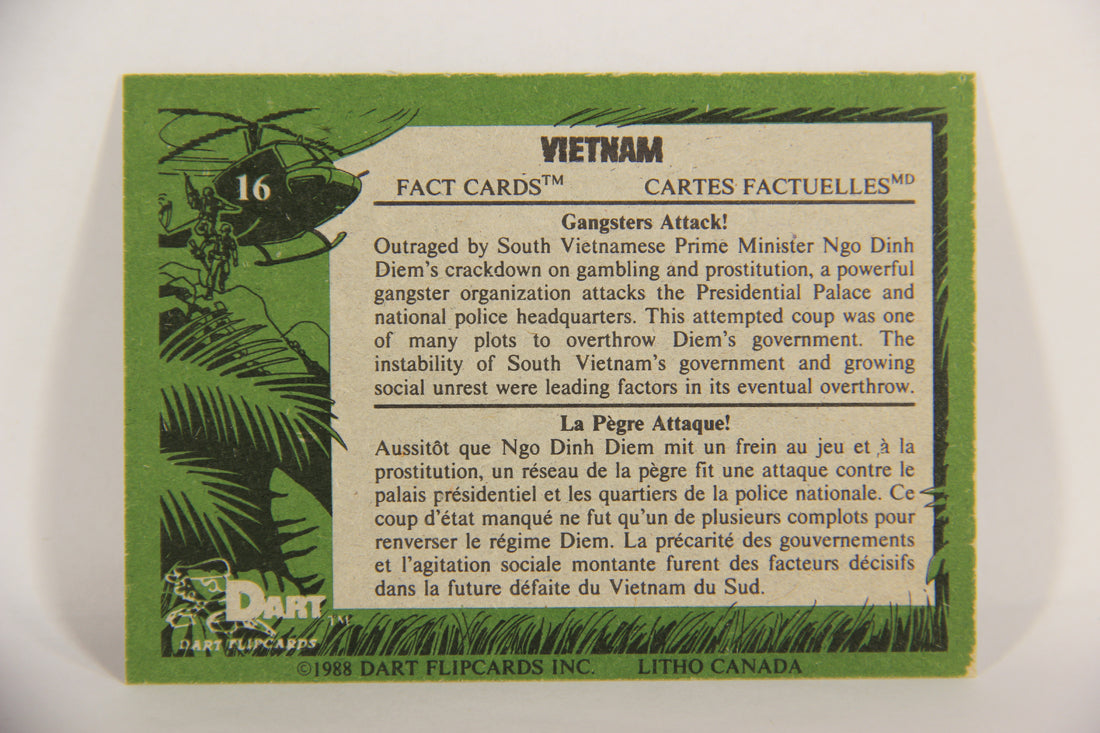 16
VIETNAM
FACT CARDS™ CARTES FACTUELLESᴹᴰ
Gangsters Attack!
Outraged by South Vietnamese Prime Minister Ngo Dinh
Diem's crackdown on gambling and prostitution, a powerful
gangster organization attacks the Presidential Palace and
national police headquarters. This attempted coup was one
of many plots to overthrow Diem's government. The
instability of South Vietnam's government and growing
social unrest were leading factors in its eventual overthrow.
La Pègre Attaque!
Aussitôt que Ngo Dinh Diem mit un frein au jeu et à la
prostitution, un réseau de la pègre fit une attaque contre le
palais présidentiel et les quartiers de la police nationale. Ce
coup d'état manqué ne fut qu'un de plusieurs complots pour
renverser le régime Diem. La précarité des gouvernements
et l'agitation sociale montante furent des facteurs décisifs
dans la future défaite du Vietnam du Sud.
DART™
DART FLIPCARDS
©1988 DART FLIPCARDS INC. LITHO CANADA